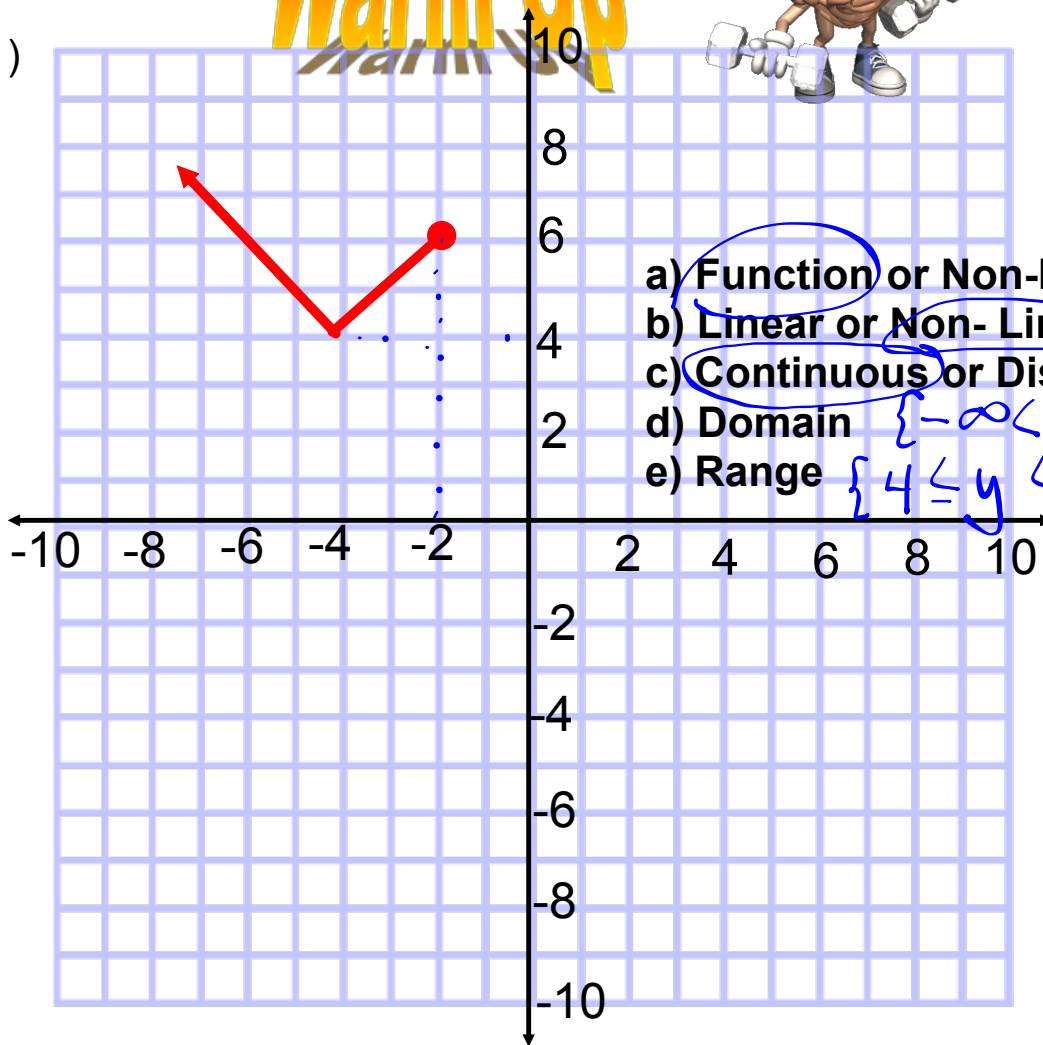 Warm Up
)
10
8
6
a) Function or Non-
b) Linear or Non- Li
c) Continuous or Dis
4
d) Domain {-∞<
2
e) Range {4 ≤ y ≤
-10 -8 -6 -4 -2 2 4 6 8 10
-2
-4
-6
-8
-10